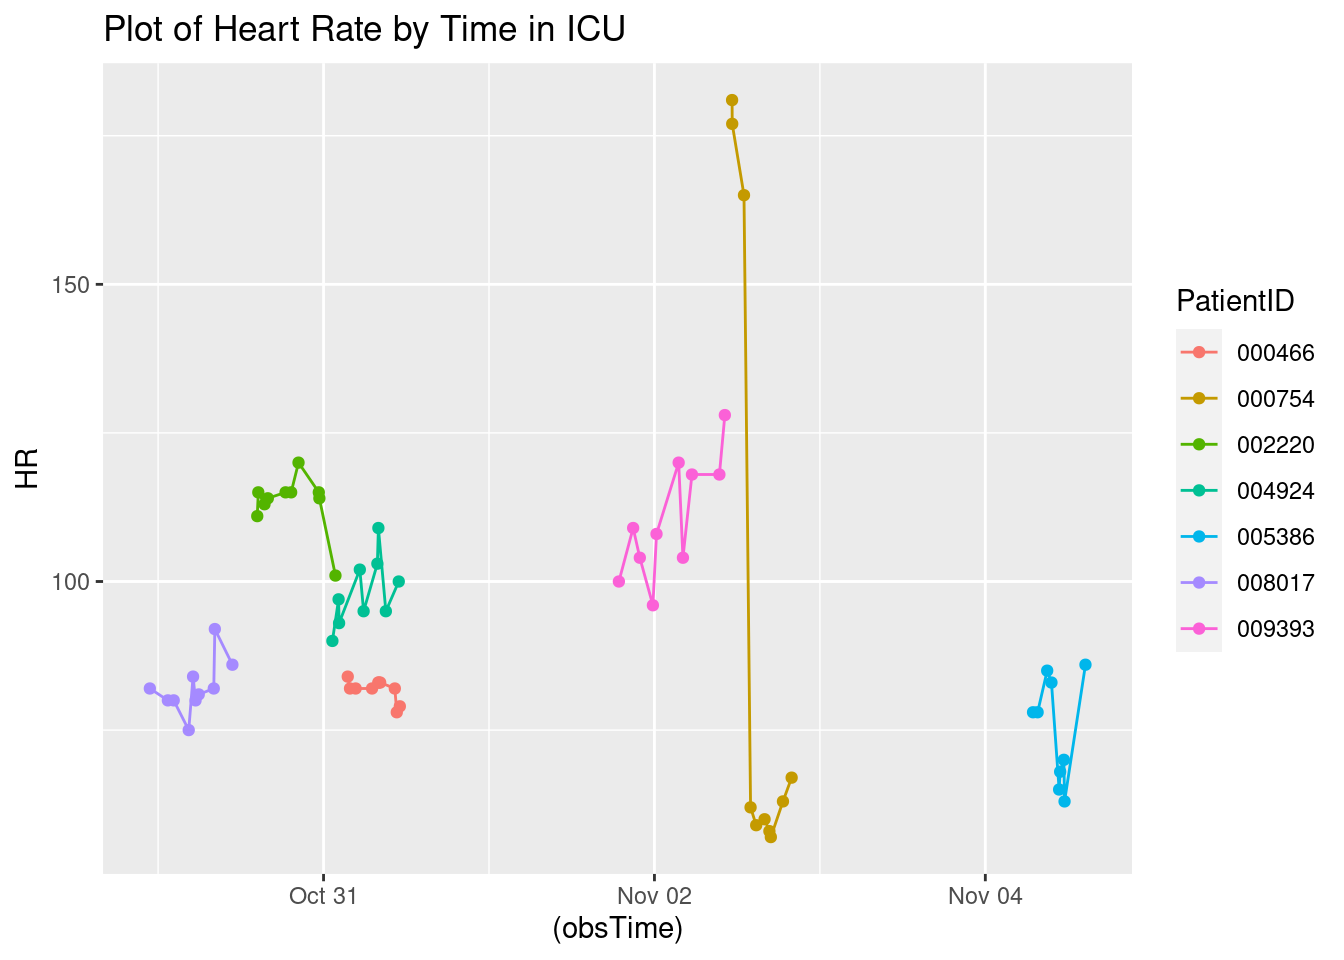 Plot of Heart Rate by Time in ICU
150
100
HR
Oct 31
Nov 02
Nov 04
(obsTime)
PatientID
000466
000754
002220
004924
005386
008017
009393